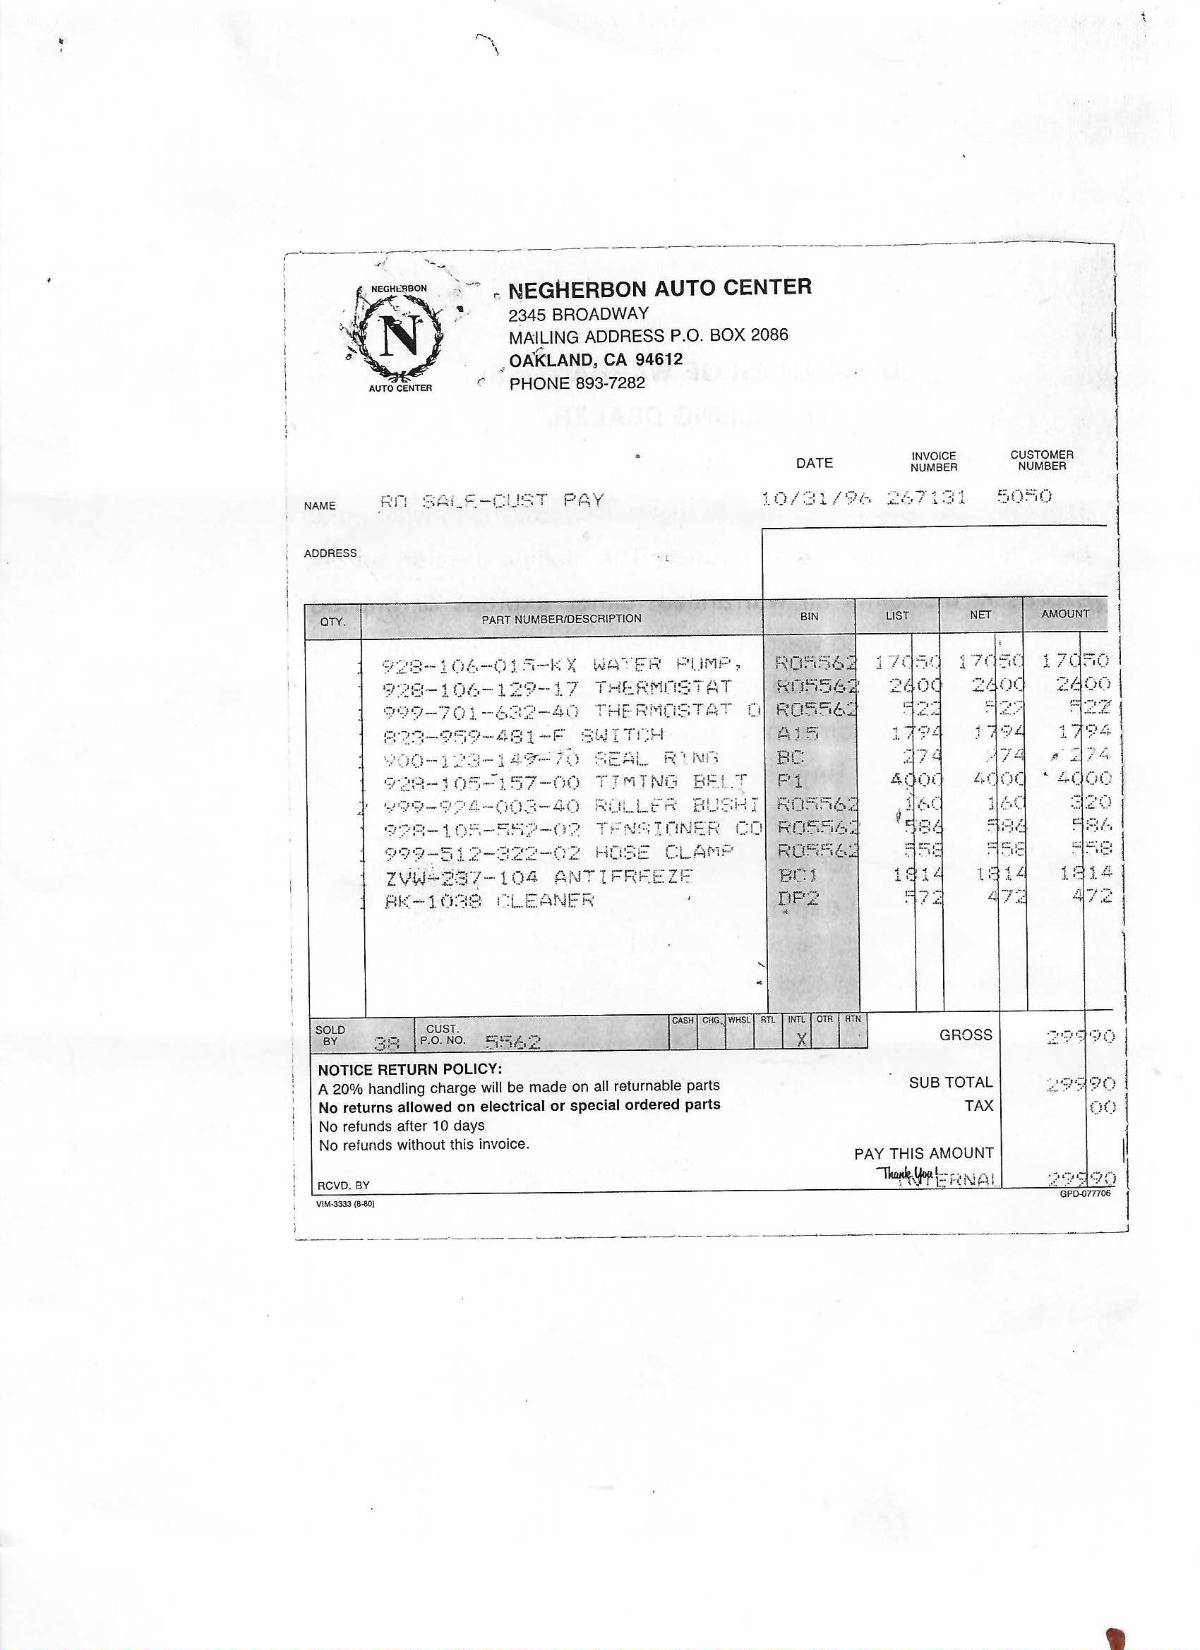 NEGHERBON
N
AUTO CENTER
NEGHERBON AUTO CENTER
2345 BROADWAY
MAILING ADDRESS P.O. BOX 2086
OAKLAND, CA 94612
PHONE 893-7282
DATE INVOICE NUMBER CUSTOMER NUMBER
NAME RO SALE-CUST PAY 10/31/96 267131 5050
ADDRESS
QTY. PART NUMBER/DESCRIPTION BIN LIST NET AMOUNT
1 928-106-015-KX WATER PUMP, RO5562 17050 17050 17050
1 928-106-129-17 THERMOSTAT RO5562 2600 2600 2600
1 999-701-632-40 THERMOSTAT O RO5562 522 522 522
1 823-959-481-F SWITCH A15 1794 1794 1794
1 900-123-149-70 SEAL RING BC 274 274 274
1 928-105-157-00 TIMING BELT P1 4000 4000 4000
2 999-924-003-40 ROLLER BUSHI RO5562 160 160 320
1 928-105-552-02 TENSIONER CO RO5562 586 586 586
1 999-512-322-02 HOSE CLAMP RO5562 558 558 558
1 ZVW-237-104 ANTIFREEZE BC1 1814 1814 1814
1 BK-1038 CLEANER DP2 572 472 472
SOLD BY 38 CUST. P.O. NO. 5562 CASH CHG. WHSL RTL INTL OTR RTN
X
GROSS 29990
NOTICE RETURN POLICY:
A 20% handling charge will be made on all returnable parts
SUB TOTAL 29990
No returns allowed on electrical or special ordered parts
TAX 00
No refunds after 10 days
No refunds without this invoice.
PAY THIS AMOUNT
Thank You! INTERNAL 29990
RCVD. BY
VIM-3333 (8-80) GPD-077706